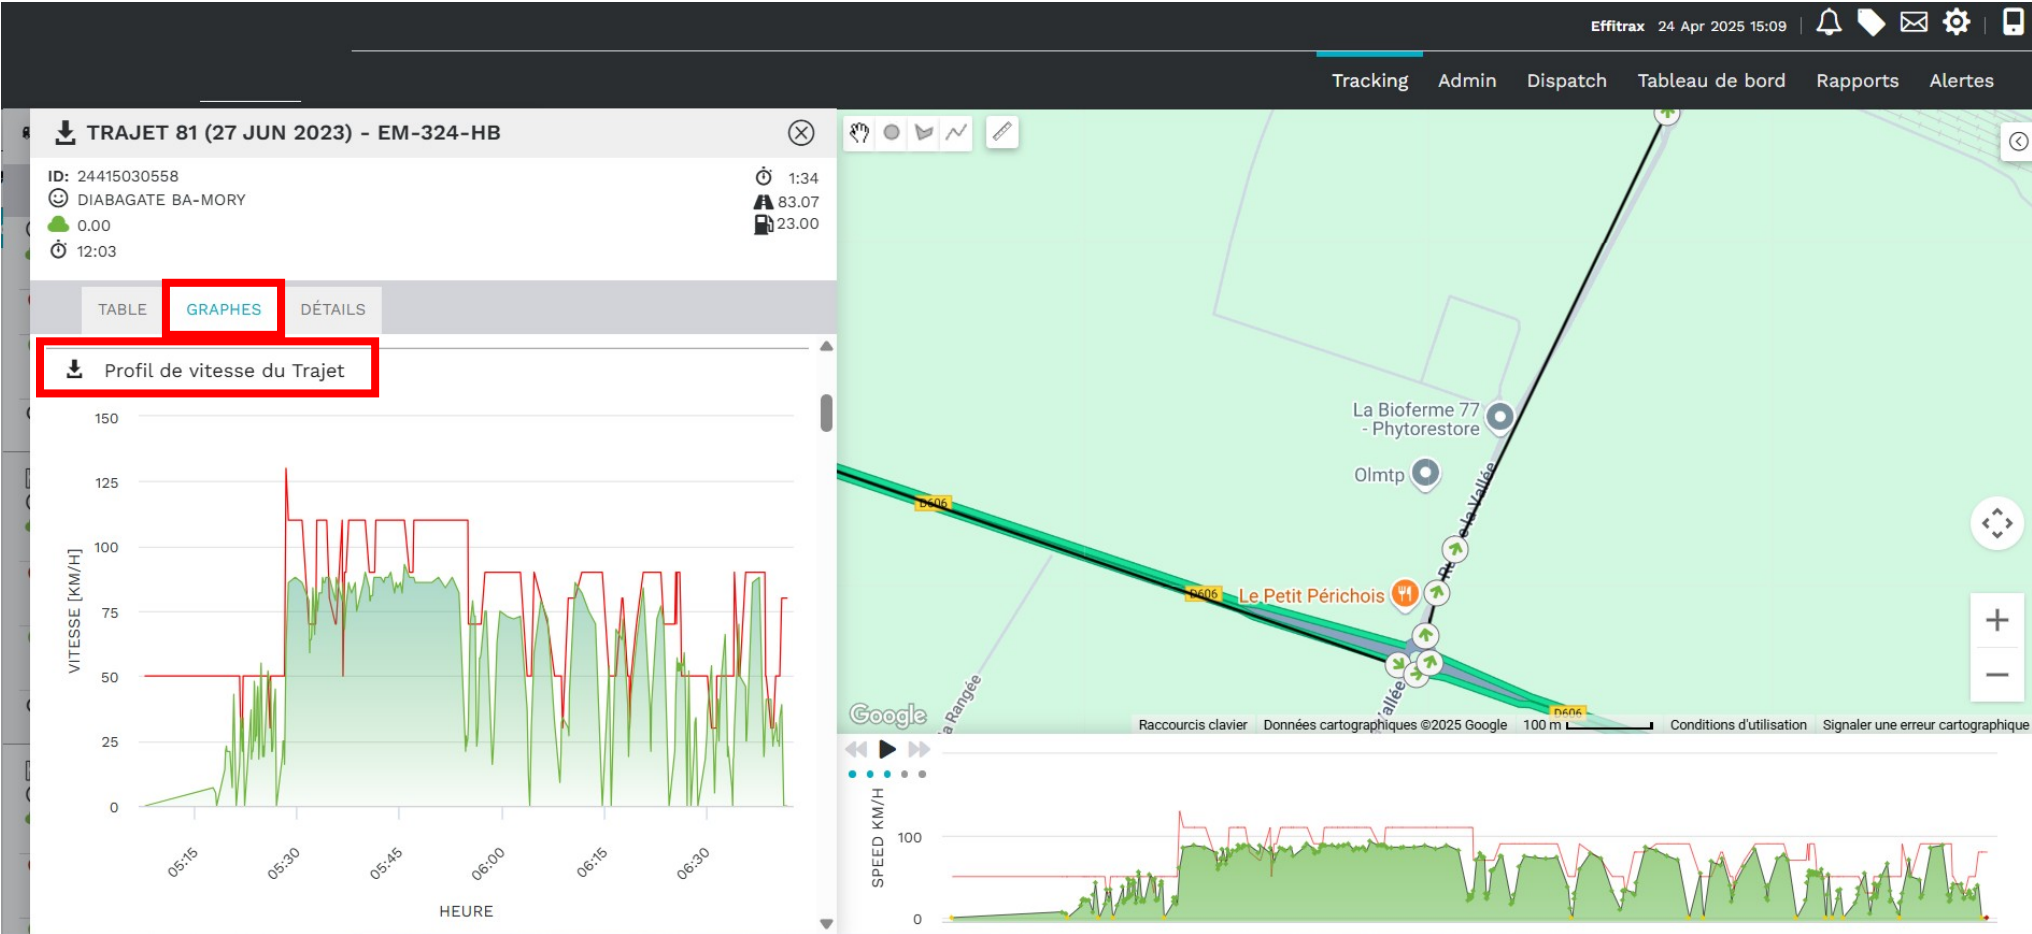 Effitrax 24 Apr 2025 15:09
Tracking Admin Dispatch Tableau de bord Rapports Alertes
TRAJET 81 (27 JUN 2023) - EM-324-HB
ID: 24415030558
1:34
DIABAGATE BA-MORY
83.07
0.00
23.00
12:03
TABLE GRAPHES DÉTAILS
Profil de vitesse du Trajet
150
125
100
75
50
25
0
VITESSE [KM/H]
05:15 05:30 05:45 06:00 06:15 06:30
HEURE
La Bioferme 77
- Phytorestore
Olmtp
D606
D606
Le Petit Périchois
la Vallée
Vallée
a Rangée
D606
Google
Raccourcis clavier Données cartographiques ©2025 Google 100 m Conditions d'utilisation Signaler une erreur cartographique
SPEED KM/H
100
0